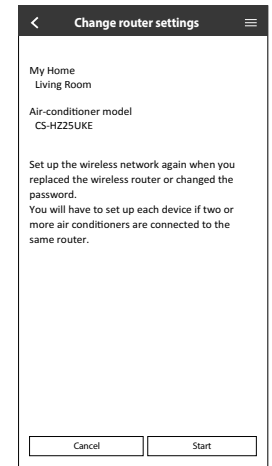 Change router settings
My Home
Living Room
Air-conditioner model
CS-HZ25UKE
Set up the wireless network again when you
replaced the wireless router or changed the
password.
You will have to set up each device if two or
more air conditioners are connected to the
same router.
Cancel
Start